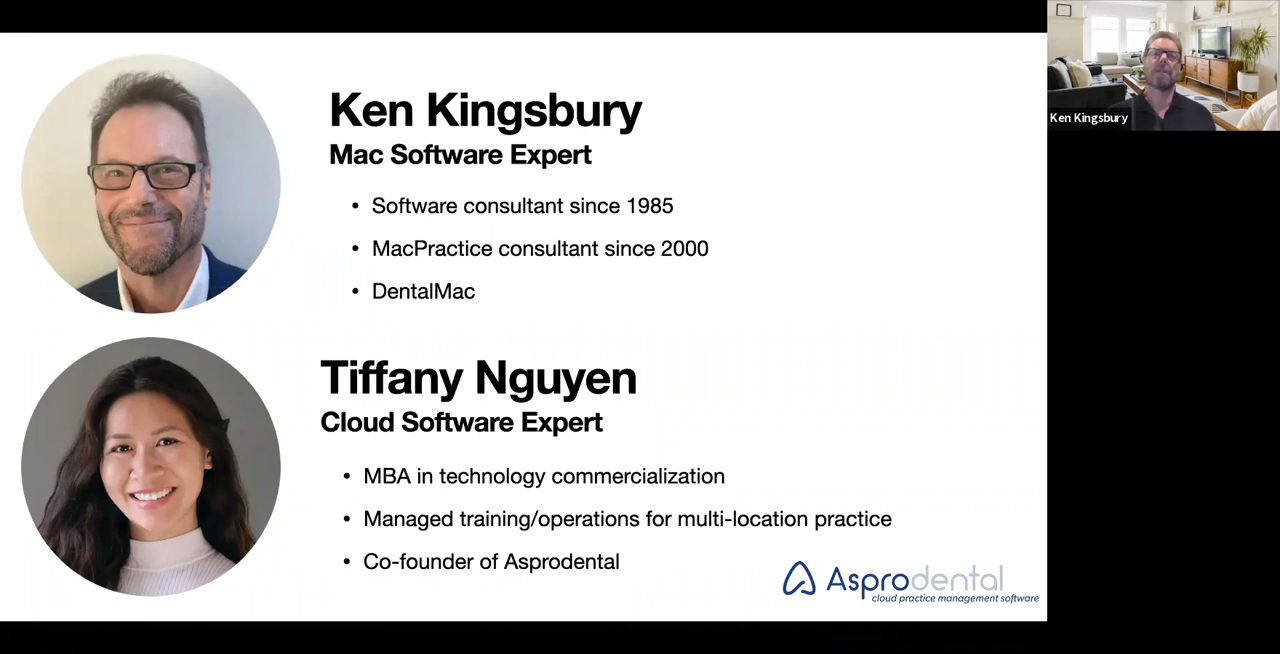 Ken Kingsbury
Mac Software Expert
• Software consultant since 1985
• MacPractice consultant since 2000
• DentalMac
Tiffany Nguyen
Cloud Software Expert
• MBA in technology commercialization
• Managed training/operations for multi-location practice
• Co-founder of Asprodental
Asprodental
cloud practice management software
Ken Kingsbury